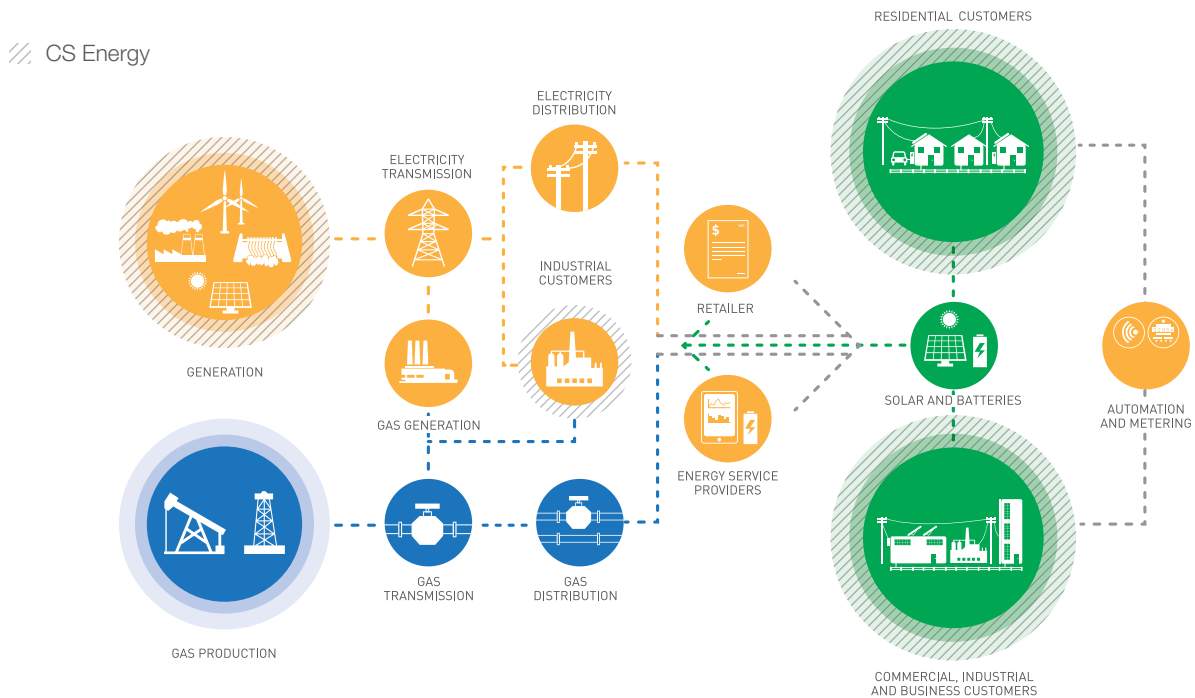 RESIDENTIAL CUSTOMERS
CS Energy
ELECTRICITY
DISTRIBUTION
ELECTRICITY
TRANSMISSION
$
INDUSTRIAL
CUSTOMERS
RETAILER
GENERATION
SOLAR AND BATTERIES
AUTOMATION
AND METERING
GAS GENERATION
ENERGY SERVICE
PROVIDERS
GAS
TRANSMISSION
GAS
DISTRIBUTION
GAS PRODUCTION
COMMERCIAL, INDUSTRIAL
AND BUSINESS CUSTOMERS